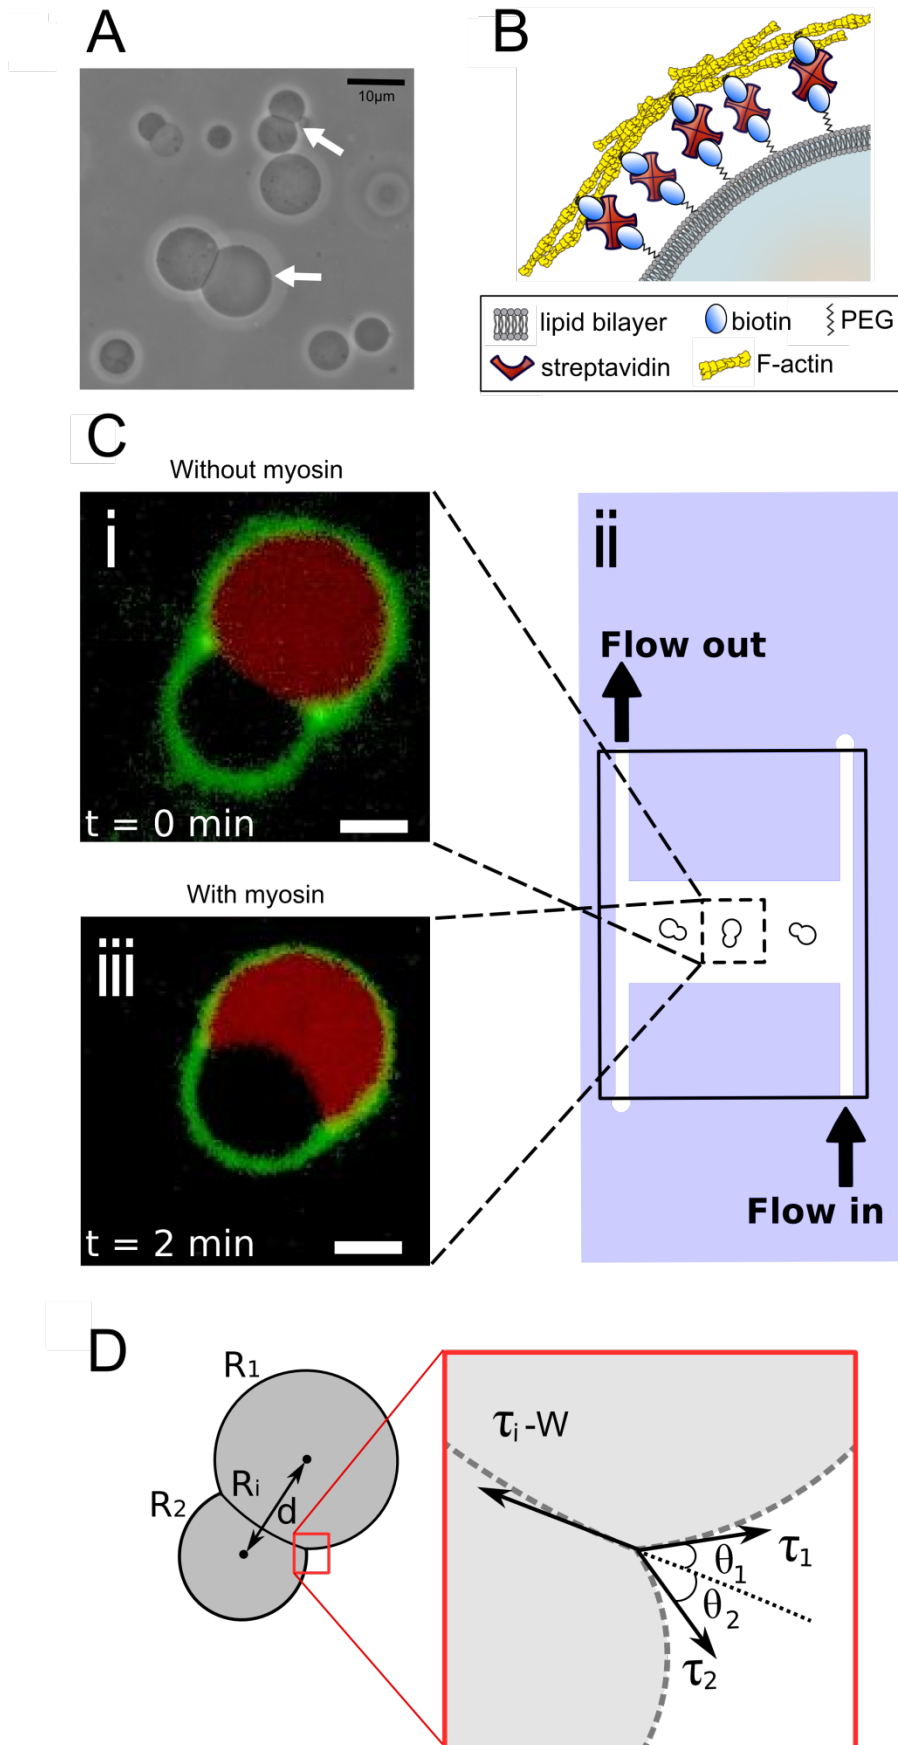 A
10μm
B
lipid bilayer
biotin
PEG
streptavidin
F-actin
C
Without myosin
i
t = 0 min
ii
Flow out
Flow in
With myosin
iii
t = 2 min
D
R1
R2
Ri
d
τi-W
τ1
θ1
θ2
τ2